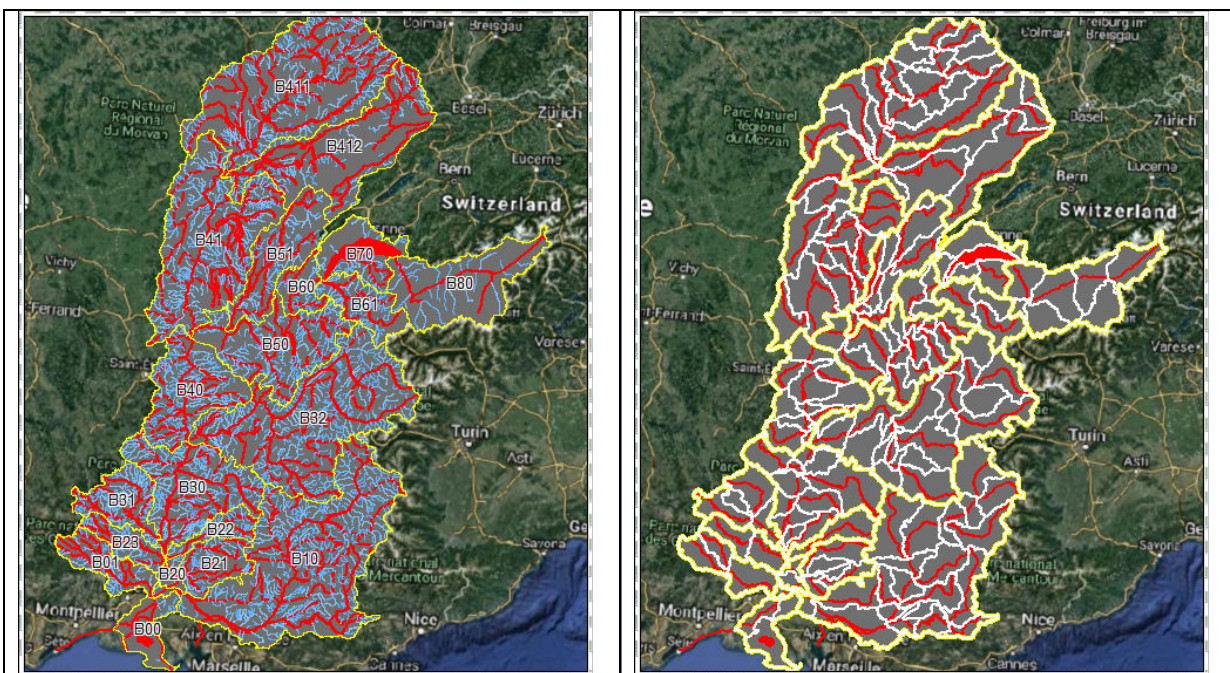 Colmar
Breisgau
B411
Parc Naturel
Régional
du Morvan
Basel
Zürich
B412
Lucerne
Bern
Switzerland
B41
B51
B70
Vichy
B60
B80
B61
-Ferrand
B50
Varese
Saint-É
B40
B32
Turin
Asti
B30
B31
B22
B23
B10
B01
B20
B21
Savona
Mercantour
Montpellier
B00
Nice
Marseille
Cannes
Freiburg im
Breisgau
Colmar
Parc Naturel
Régional
du Morvan
Basel
Zürich
Lucerne
Bern
Switzerland
Vichy
nt-Ferrand
Varese
Turin
Asti
Savona
Montpellier
Nice
Marseille
Cannes